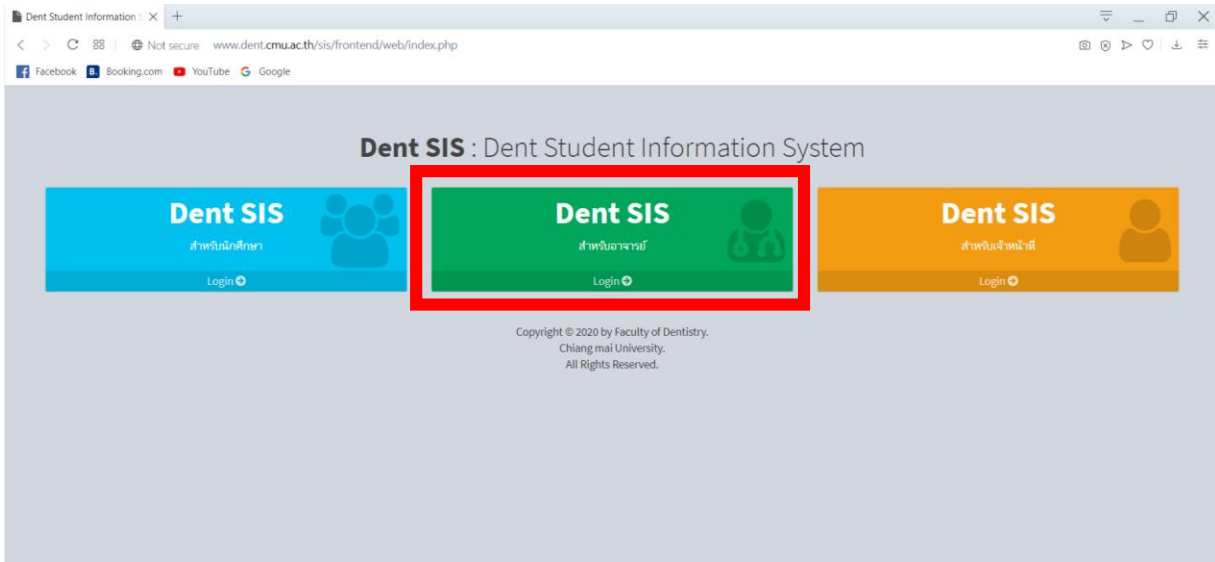 Dent Student Information S
Not secure www.dent.cmu.ac.th/sis/frontend/web/index.php
Facebook B. Booking.com YouTube G Google
Dent SIS : Dent Student Information System
Dent SIS
สำหรับนักศึกษา
Login
Dent SIS
สำหรับอาจารย์
Login
Dent SIS
สำหรับเจ้าหน้าที่
Login
Copyright © 2020 by Faculty of Dentistry.
Chiang mai University.
All Rights Reserved.